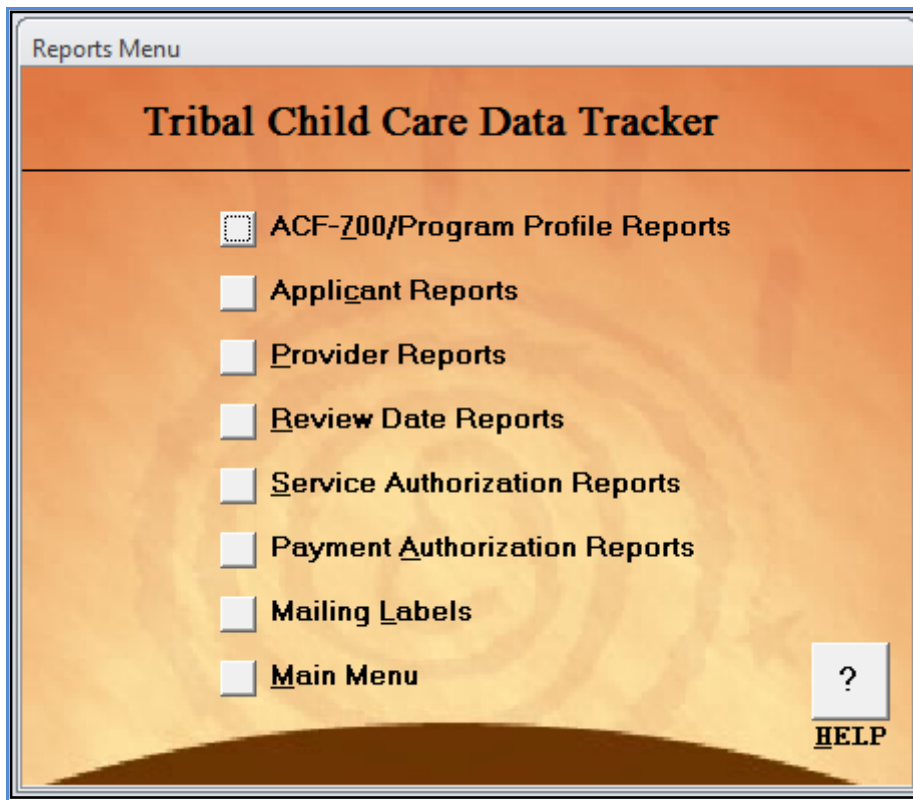 Reports Menu
Tribal Child Care Data Tracker
ACF-700/Program Profile Reports
Applicant Reports
Provider Reports
Review Date Reports
Service Authorization Reports
Payment Authorization Reports
Mailing Labels
Main Menu
?
HELP